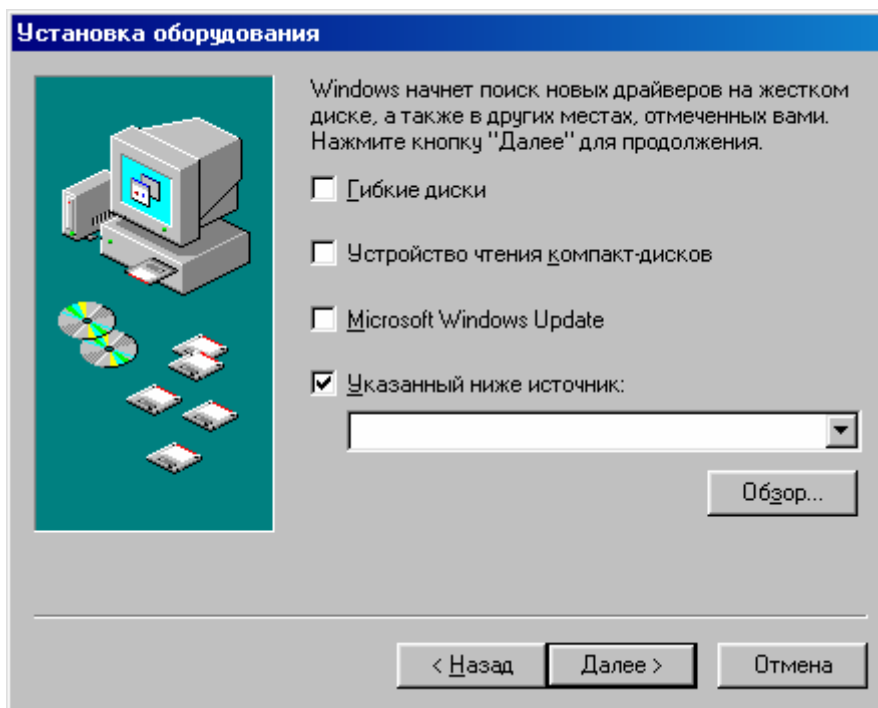 Установка оборудования
Windows начнет поиск новых драйверов на жестком
диске, а также в других местах, отмеченных вами.
Нажмите кнопку "Далее" для продолжения.
Гибкие диски
Устройство чтения компакт-дисков
Microsoft Windows Update
Указанный ниже источник:
Обзор...
< Назад
Далее >
Отмена